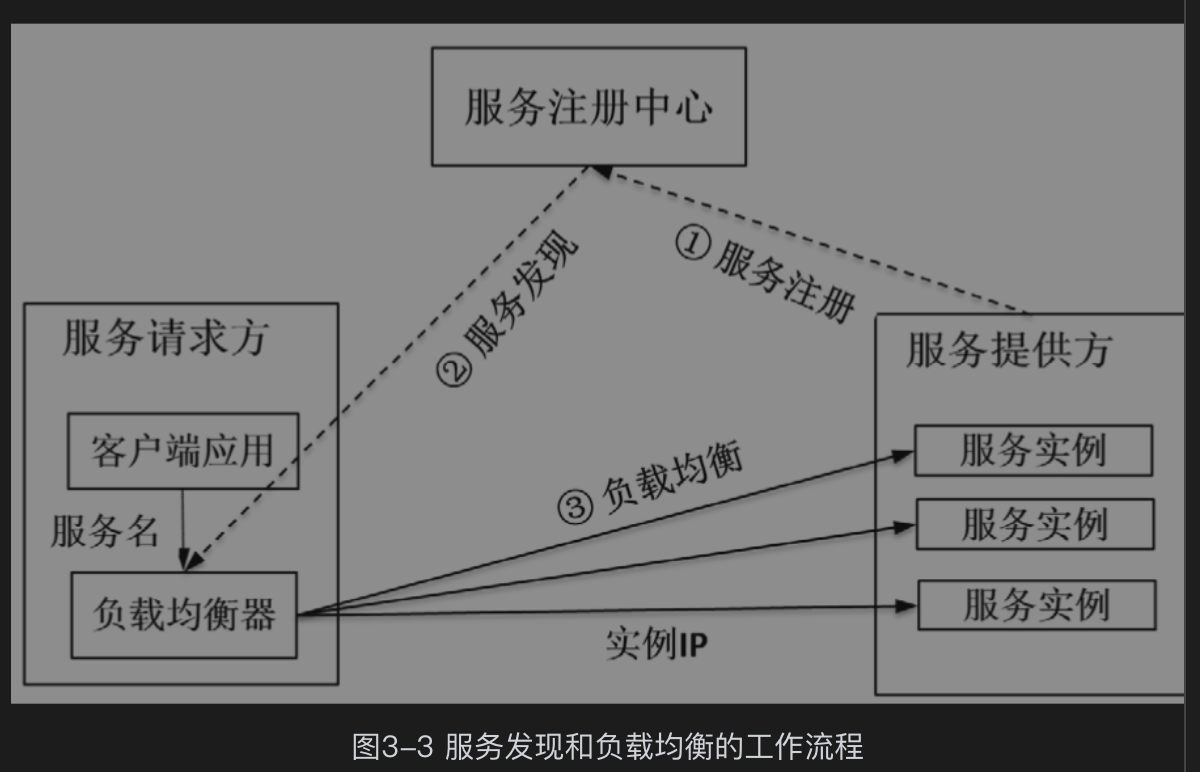 服务注册中心
① 服务注册
② 服务发现
服务请求方
服务提供方
客户端应用
服务实例
③ 负载均衡
服务名
服务实例
负载均衡器
服务实例
实例IP
图3-3 服务发现和负载均衡的工作流程